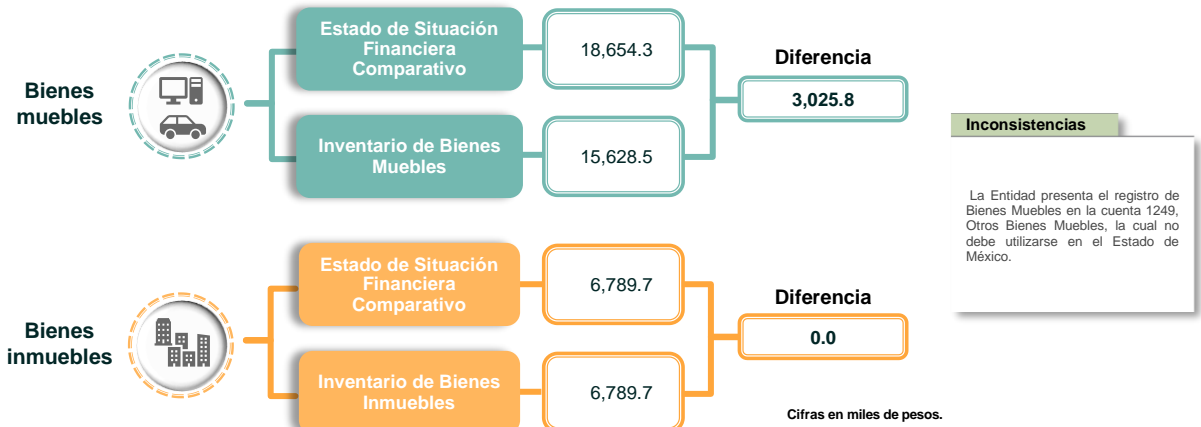 Bienes
muebles
Estado de Situación
Financiera
Comparativo
18,654.3
Inventario de Bienes
Muebles
15,628.5
Diferencia
3,025.8
Inconsistencias
La Entidad presenta el registro de
Bienes Muebles en la cuenta 1249,
Otros Bienes Muebles, la cual no
debe utilizarse en el Estado de
México.
Bienes
inmuebles
Estado de Situación
Financiera
Comparativo
6,789.7
Inventario de Bienes
Inmuebles
6,789.7
Diferencia
0.0
Cifras en miles de pesos.